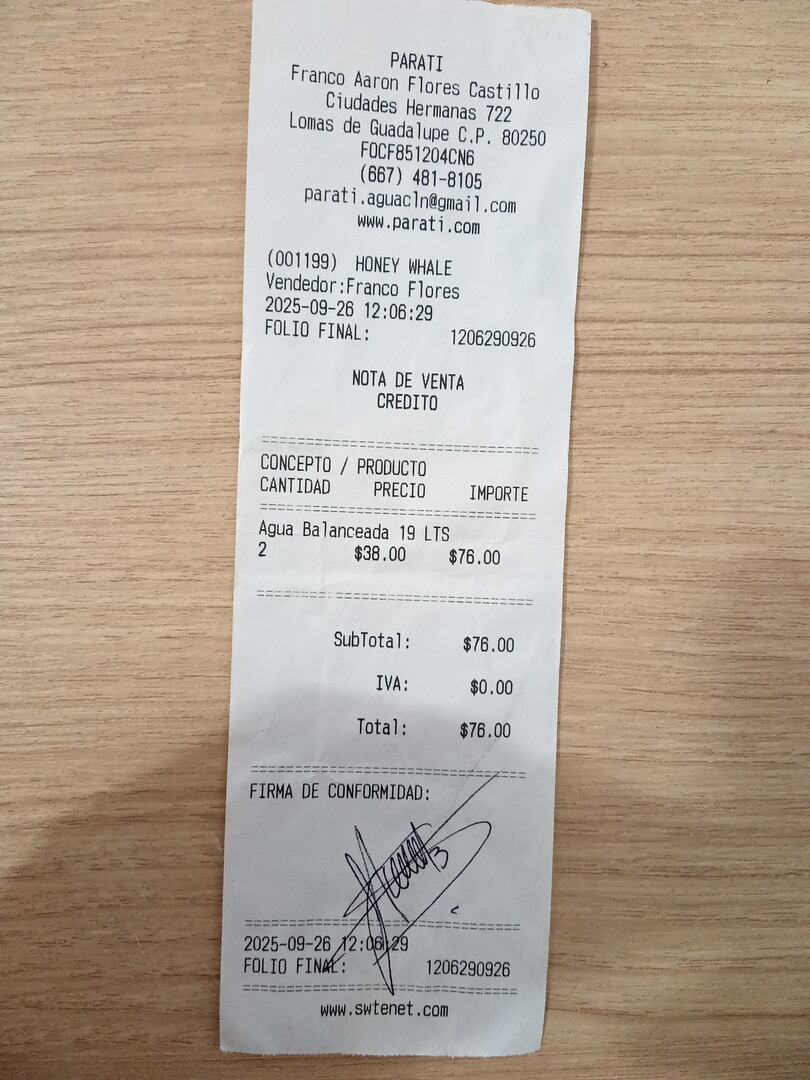 PARATI
Franco Aaron Flores Castillo
Ciudades Hermanas 722
Lomas de Guadalupe C.P. 80250
FOCF851204CN6
(667) 481-8105
parati.aguacln@gmail.com
www.parati.com
(001199) HONEY WHALE
Vendedor:Franco Flores
2025-09-26 12:06:29
FOLIO FINAL: 1206290926
NOTA DE VENTA
CREDITO
CONCEPTO / PRODUCTO
CANTIDAD PRECIO IMPORTE
Agua Balanceada 19 LTS
2 $38.00 $76.00
SubTotal: $76.00
IVA: $0.00
Total: $76.00
FIRMA DE CONFORMIDAD:
2025-09-26 12:06:29
FOLIO FINAL: 1206290926
www.swtenet.com